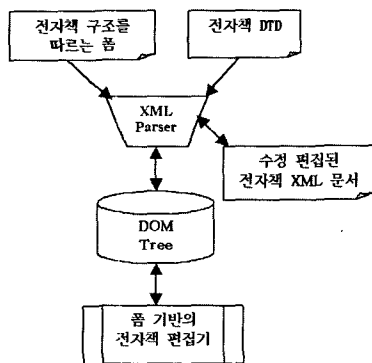 전자책 구조를
따르는 폼
전자책 DTD
XML
Parser
수정 편집된
전자책 XML 문서
DOM
Tree
폼 기반의
전자책 편집기